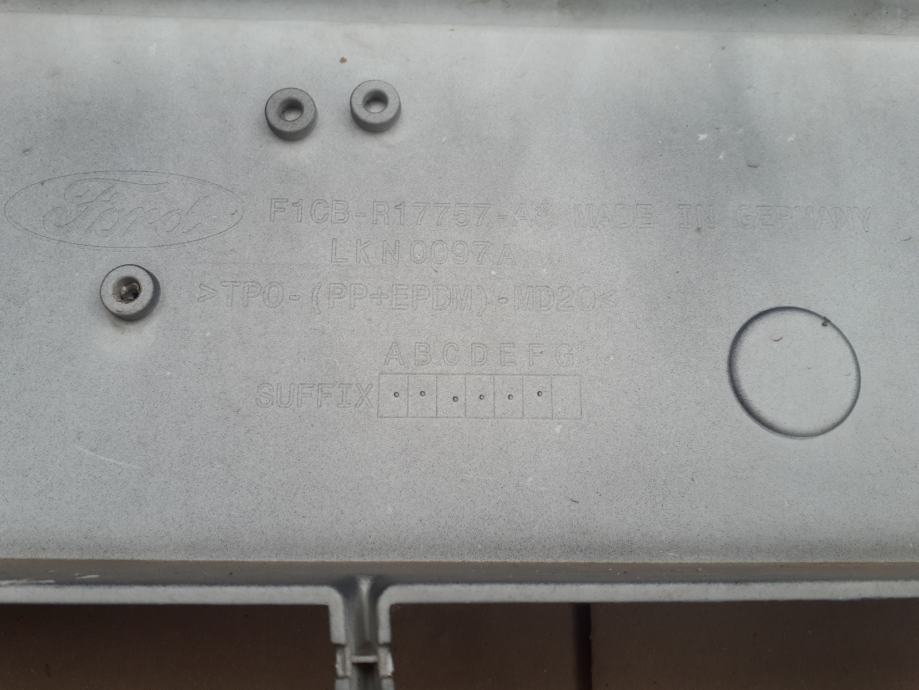 Ford F1CB-R17757-A MADE IN GERMANY
LKN0097A
>TPO-(PP+EPDM)-MD20<
A B C D E F G
SUFFIX